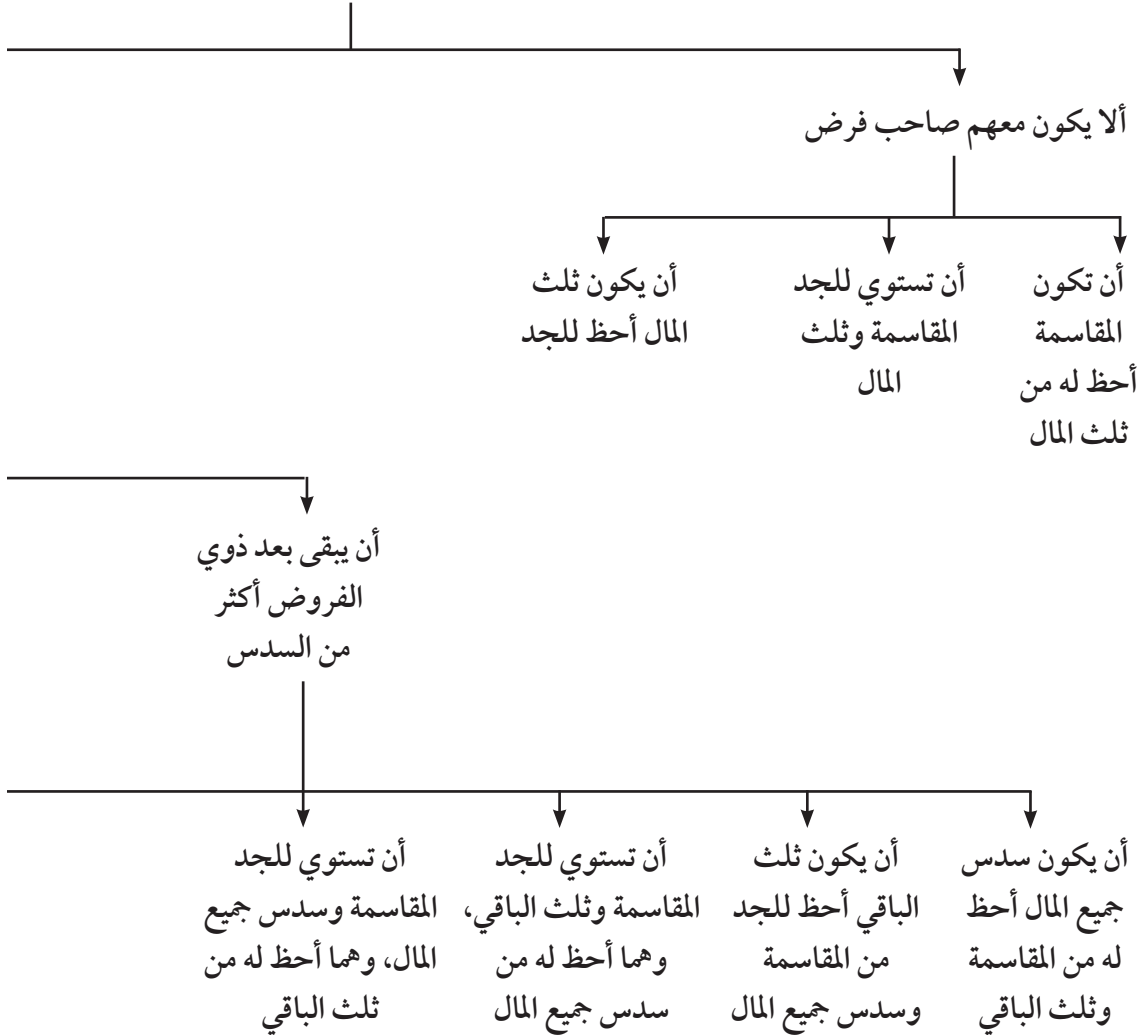 ألا يكون معهم صاحب فرض
أن تكون
المقاسمة
أحظ له من
ثلث المال
أن تستوي للجد
المقاسمة وثلث
المال
أن يكون ثلث
المال أحظ للجد
أن يبقى بعد ذوي
الفروض أكثر
من السدس
أن يكون سدس
جميع المال أحظ
له من المقاسمة
وثلث الباقي
أن يكون ثلث
الباقي أحظ للجد
من المقاسمة
وسدس جميع المال
أن تستوي للجد
المقاسمة وثلث الباقي،
وهما أحظ له من
سدس جميع المال
أن تستوي للجد
المقاسمة وسدس جميع
المال، وهما أحظ له من
ثلث الباقي